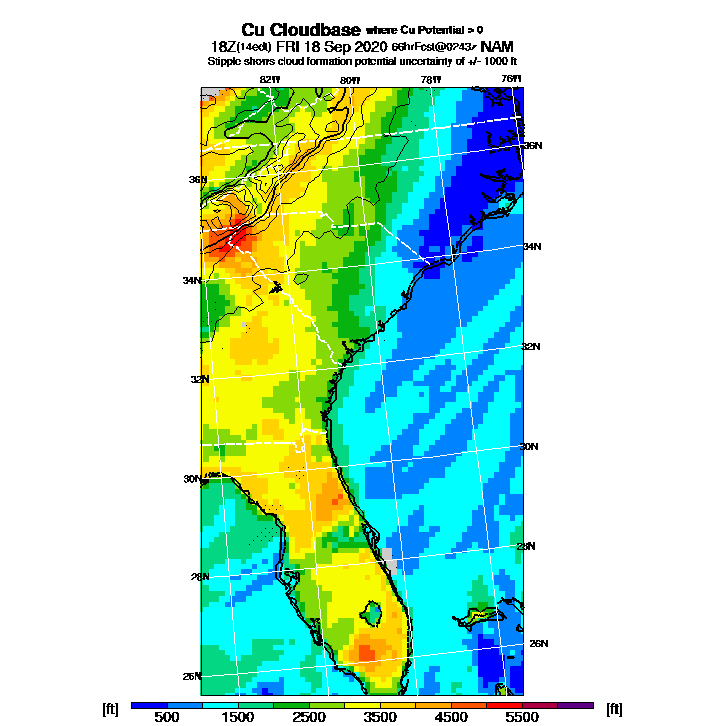 Cu Cloudbase where Cu Potential > 0
18Z(14edt) FRI 18 Sep 2020 66hrFcst@0243z NAM
Stipple shows cloud formation potential uncertainty of +/- 1000 ft
82W 80W 78W 76W
36N
36N
34N
34N
32N
32N
30N
30N
28N
28N
26N
26N
[ft] 500 1500 2500 3500 4500 5500 [ft]